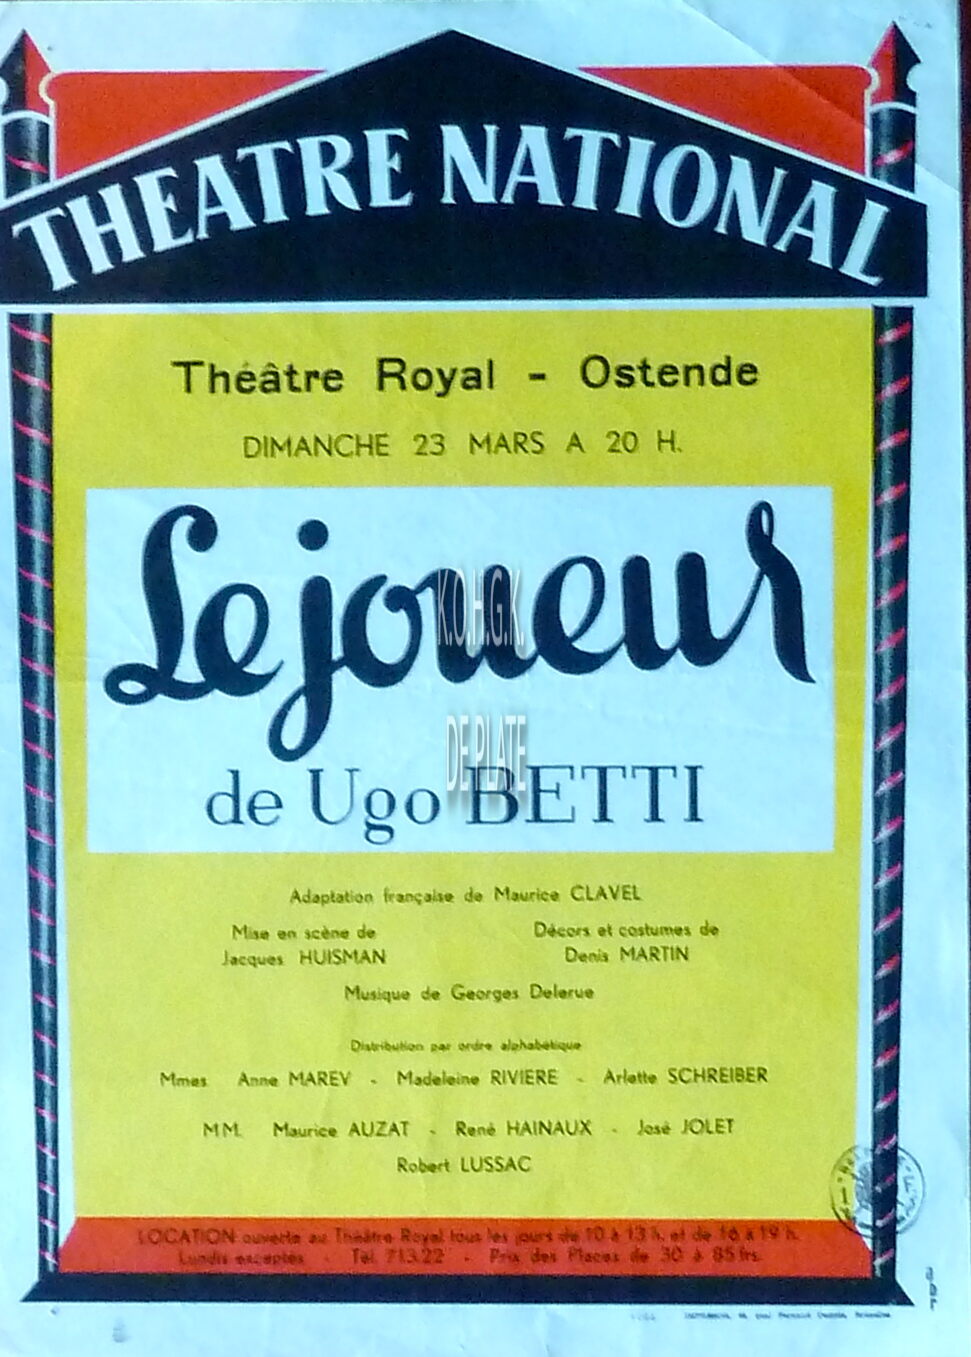 THEATRE NATIONAL
Théâtre Royal - Ostende
DIMANCHE 23 MARS A 20 H.
Le joueur
K.O.H.G.K.
DE PLATE
de Ugo BETTI
Adaptation française de Maurice CLAVEL
Mise en scène de
Jacques HUISMAN
Décors et costumes de
Denis MARTIN
Musique de Georges Delerue
Distribution par ordre alphabétique
Mmes Anne MAREV - Madeleine RIVIERE - Arlette SCHREIBER
MM. Maurice AUZAT - René HAINAUX - José JOLET
Robert LUSSAC
LOCATION ouverte au Théâtre Royal tous les jours de 10 à 13 h. et de 16 à 19 h.
Lundis exceptés - Tél. 713.22 - Prix des Places de 30 à 85 frs.